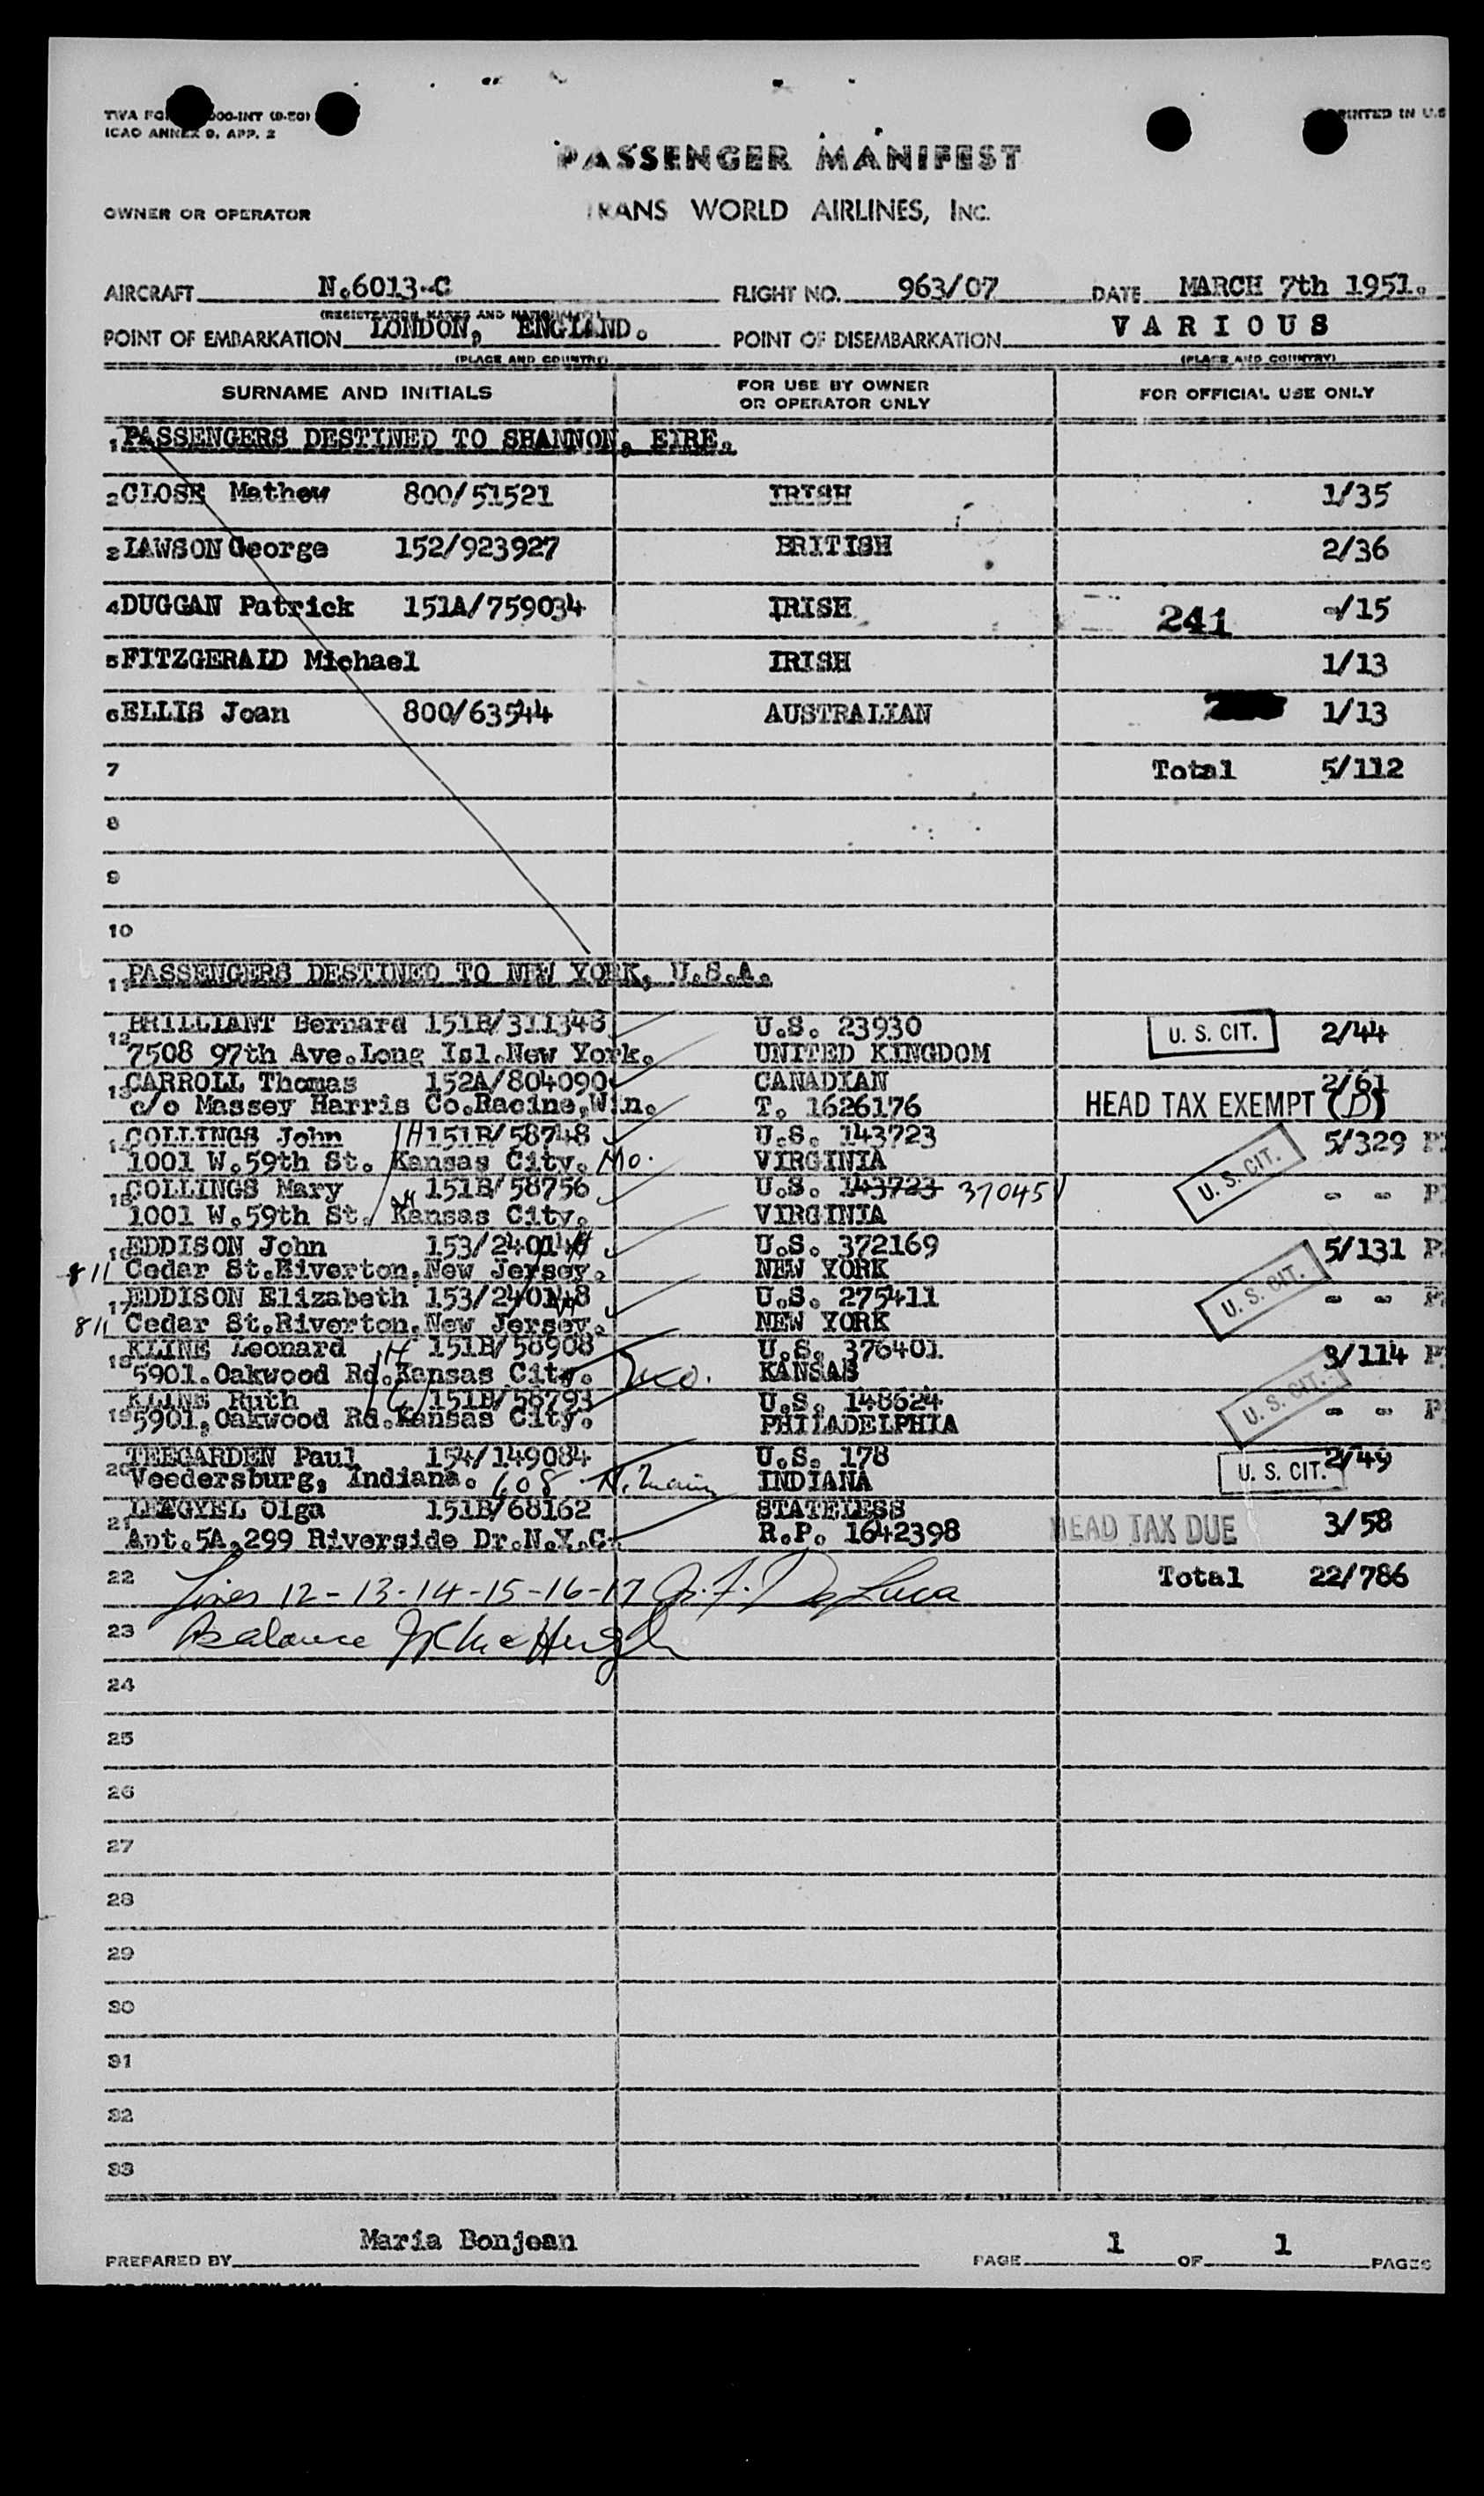 PRINTED IN U.S
ICAO ANNEX 9, APP. 2
PASSENGER MANIFEST
OWNER OR OPERATOR TRANS WORLD AIRLINES, INC.
AIRCRAFT N.6013-C FLIGHT NO. 963/07 DATE MARCH 7th 1951.
(REGISTRATION MARKS AND NATIONALITY)
POINT OF EMBARKATION LONDON, ENGLAND. POINT OF DISEMBARKATION VARIOUS
(PLACE AND COUNTRY) (PLACE AND COUNTRY)
SURNAME AND INITIALS FOR USE BY OWNER OR OPERATOR ONLY FOR OFFICIAL USE ONLY
1 PASSENGERS DESTINED TO SHANNON, EIRE.
2 CLOSE Mathew 800/51521 IRISH 1/35
3 LAWSON George 152/923927 BRITISH 2/36
4 DUGGAN Patrick 151A/759034 IRISH 241 -/15
5 FITZGERALD Michael IRISH 1/13
6 ELLIS Joan 800/63544 AUSTRALIAN 1/13
7 Total 5/112
8
9
10
11 PASSENGERS DESTINED TO NEW YORK, U.S.A.
12 BRILLIANT Bernard 151B/311348 U.S. 23930 U. S. CIT. 2/44
7508 97th Ave.Long Isl.New York. UNITED KINGDOM
13 CARROLL Thomas 152A/804090 CANADIAN 2/61
c/o Massey Harris Co.Racine,Win. T. 1626176 HEAD TAX EXEMPT (D)
14 COLLINGS John 151B/58748 U.S. 143723 U. S. CIT. 5/329
1001 W.59th St. Kansas City. Mo. VIRGINIA
15 COLLINGS Mary 151B/58756 U.S. 143723 370451 - -
1001 W.59th St. Kansas City. VIRGINIA
16 EDDISON John U.S. 372169 5/131
811 Cedar St.Riverton,New Jersey. NEW YORK U. S. CIT.
17 EDDISON Elizabeth U.S. 275411 - -
811 Cedar St.Riverton,New Jersey. NEW YORK
18 KLINE Leonard 151B/58908 U.S. 376401 3/114
5901.Oakwood Rd.Kansas City. KANSAS U. S. CIT.
19 KLINE Ruth 151B/58793 U.S. 148624 - -
5901,Oakwood Rd.Kansas City. PHILADELPHIA
20 TEEGARDEN Paul 154/149084 U.S. 178 2/49
Veedersburg, Indiana. 608 N. Main INDIANA U. S. CIT.
21 LENGYEL Olga 151B/68162 STATELESS 3/58
Apt.5A,299 Riverside Dr.N.Y.C. R.P. 1642398 HEAD TAX DUE
22 Lines 12-13-14-15-16-17 Total 22/786
23 Balance
24
25
26
27
28
29
30
31
32
33
PREPARED BY Maria Bonjean PAGE 1 OF 1 PAGES